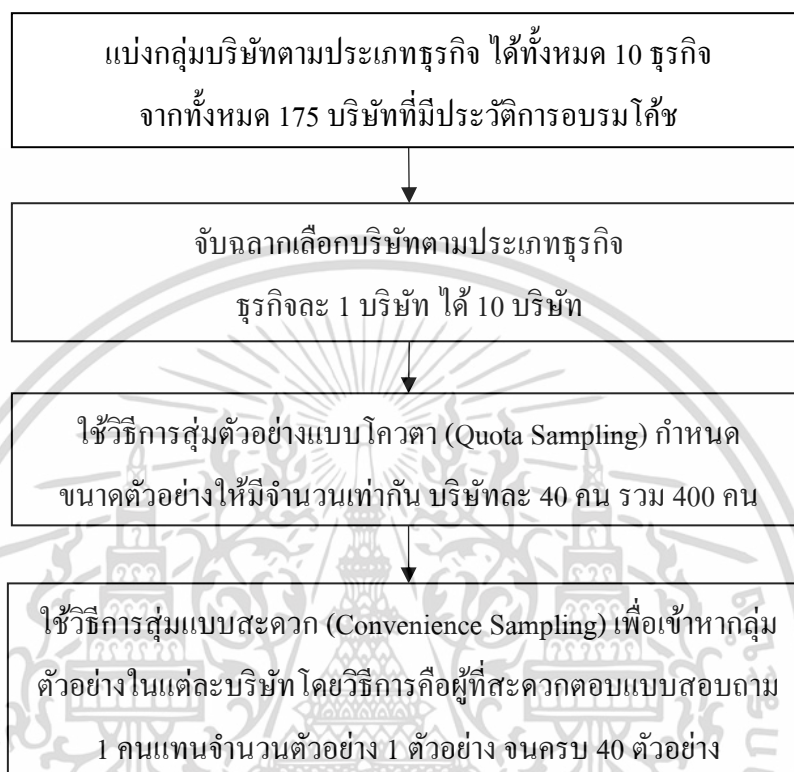 แบ่งกลุ่มบริษัทตามประเภทธุรกิจ ได้ทั้งหมด 10 ธุรกิจ
จากทั้งหมด 175 บริษัทที่มีประวัติการอบรมโค้ช
จับฉลากเลือกบริษัทตามประเภทธุรกิจ
ธุรกิจละ 1 บริษัท ได้ 10 บริษัท
ใช้วิธีการสุ่มตัวอย่างแบบโควตา (Quota Sampling) กำหนด
ขนาดตัวอย่างให้มีจำนวนเท่ากัน บริษัทละ 40 คน รวม 400 คน
ใช้วิธีการสุ่มแบบสะดวก (Convenience Sampling) เพื่อเข้าหากลุ่ม
ตัวอย่างในแต่ละบริษัทโดยวิธีการคือผู้ที่สะดวกตอบแบบสอบถาม
1 คนแทนจำนวนตัวอย่าง 1 ตัวอย่าง จนครบ 40 ตัวอย่าง